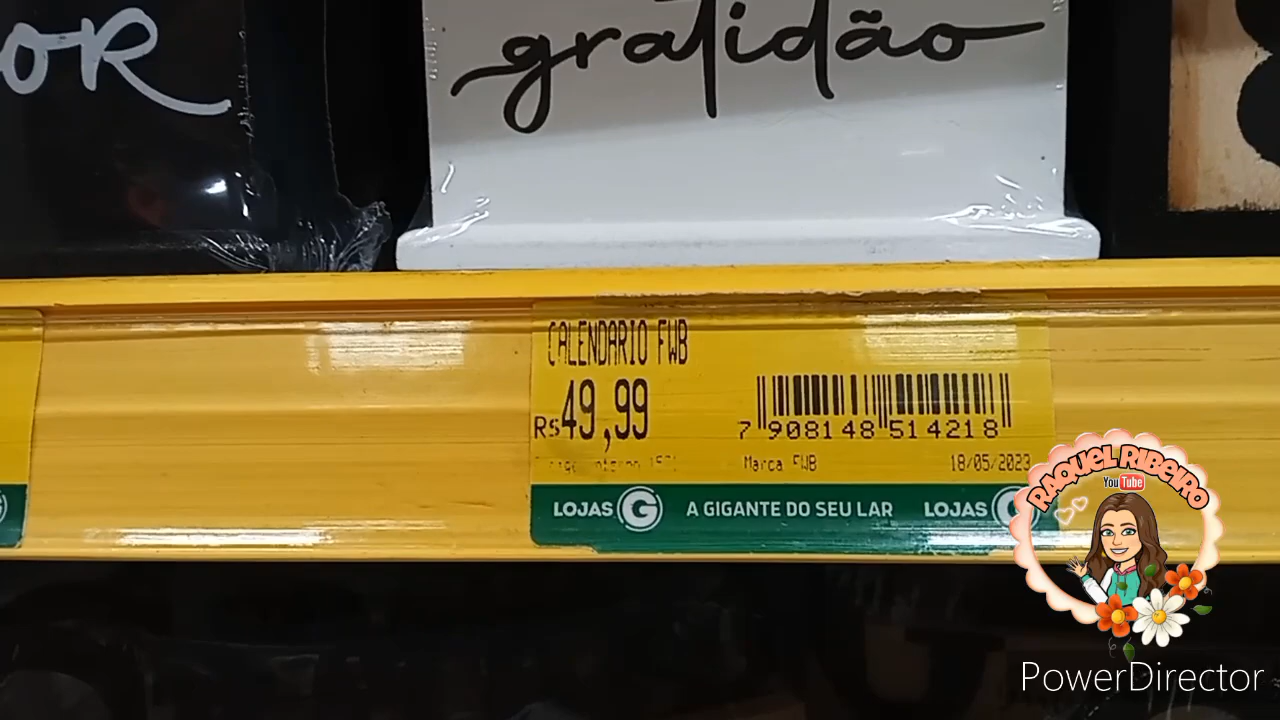 OR
gratidão
CALENDARIO FWB
R$49,99
7 908148 514218
Marca FWB
18/05/2023
LOJAS G A GIGANTE DO SEU LAR LOJAS
RAQUEL RIBEIRO
YouTube
PowerDirector